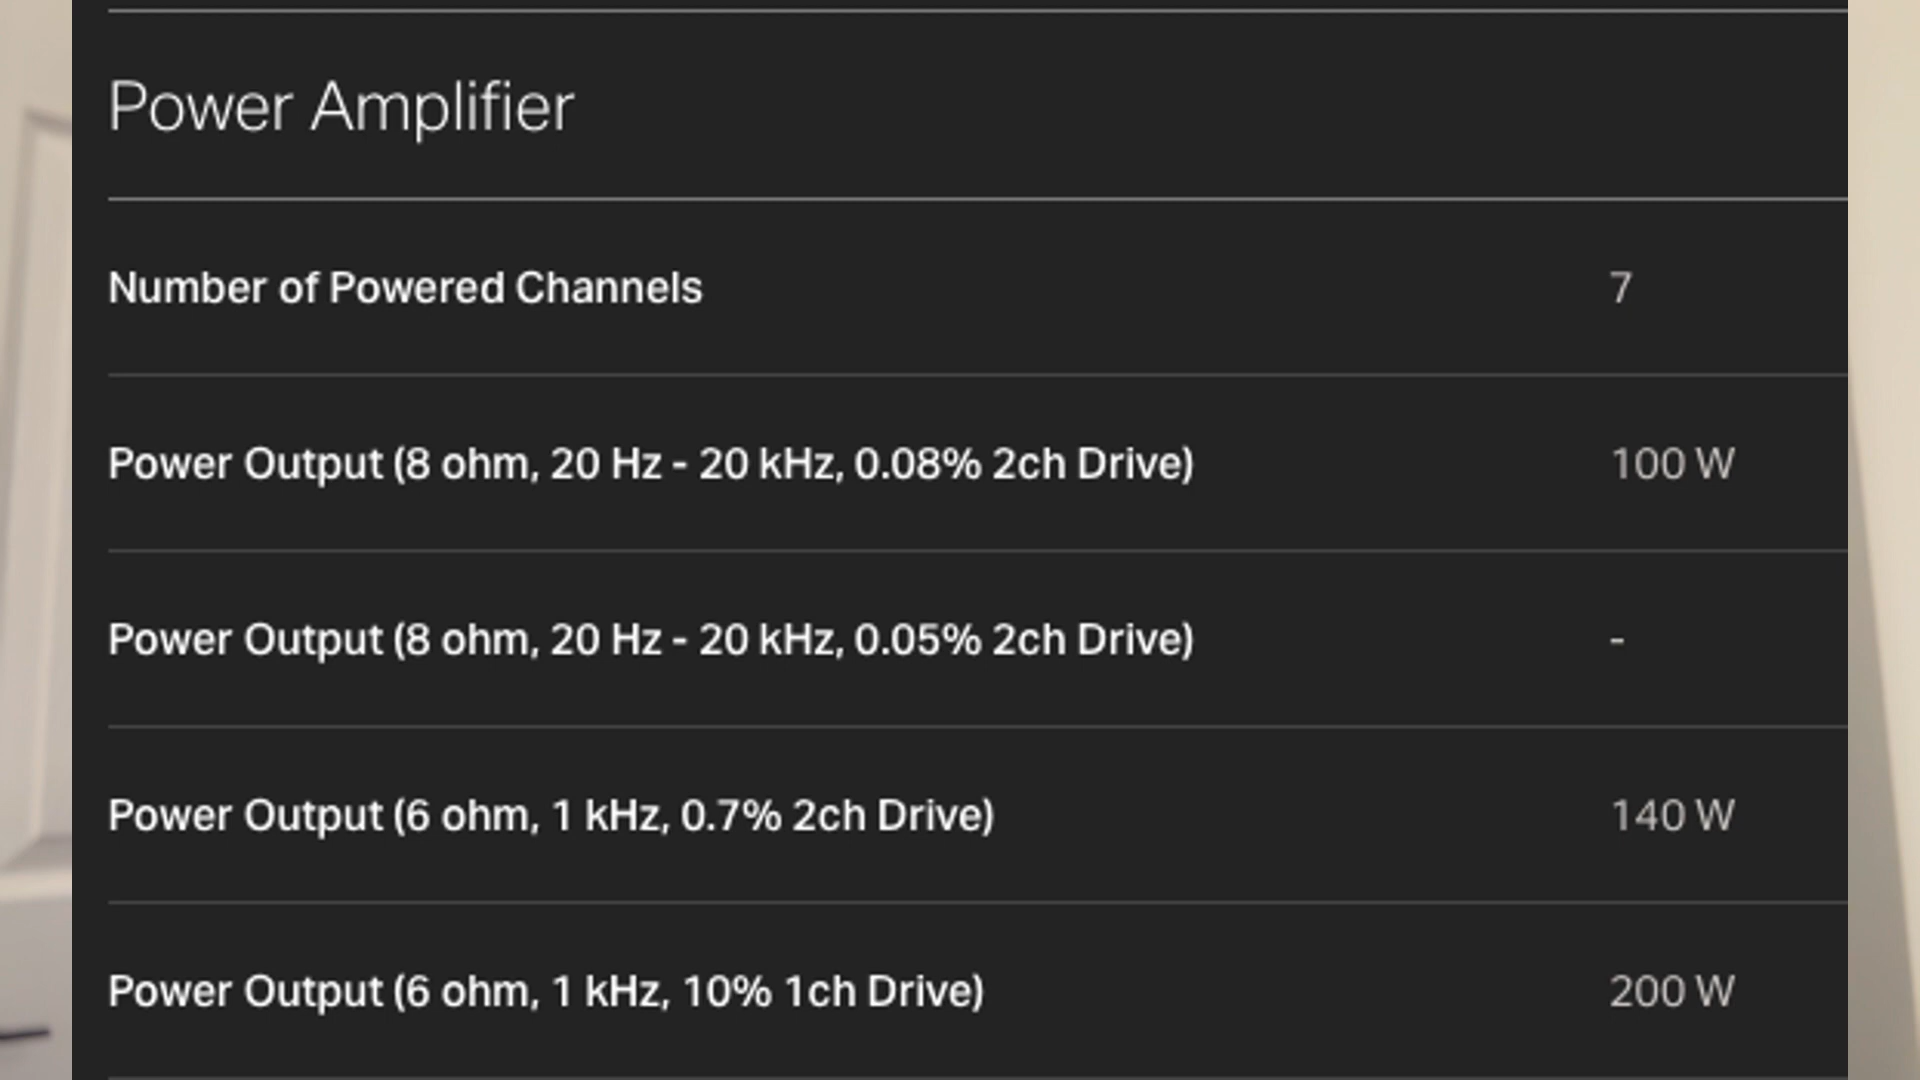 Power Amplifier
Number of Powered Channels 7
Power Output (8 ohm, 20 Hz - 20 kHz, 0.08% 2ch Drive) 100 W
Power Output (8 ohm, 20 Hz - 20 kHz, 0.05% 2ch Drive) -
Power Output (6 ohm, 1 kHz, 0.7% 2ch Drive) 140 W
Power Output (6 ohm, 1 kHz, 10% 1ch Drive) 200 W